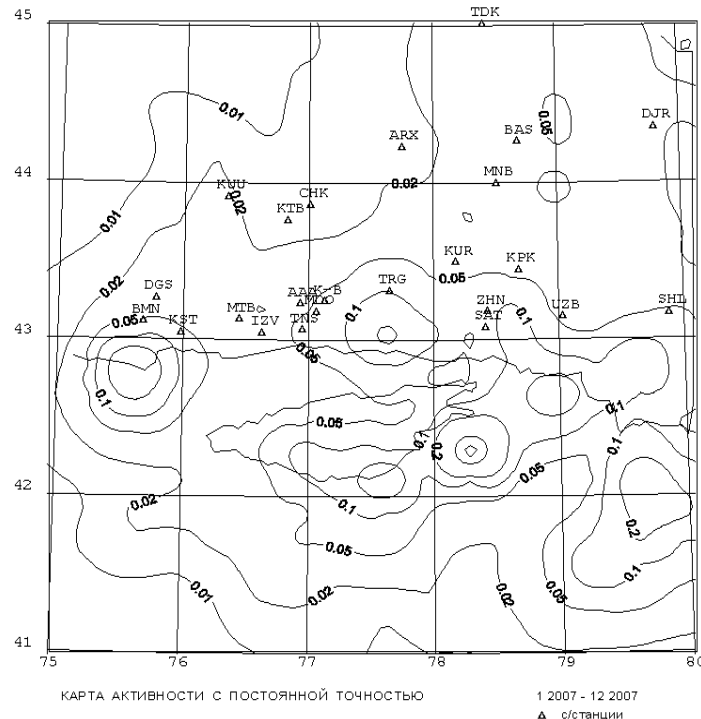 45
TDK
0.01
0.05
DJR
BAS
ARX
MNB
44
0.02
KUU
0.02
CHK
KTB
0.01
KUR
KPK
0.02
0.05
DGS
TRG
BMN
0.05
KST
MTB
IZV
TNS
ZHN
SAT
0.1
UZB
SHL
43
0.1
0.05
0.1
0.05
0.1
0.2
0.1
0.1
0.05
42
0.02
0.1
0.2
0.05
0.1
0.01
0.02
0.02
0.05
41
75 76 77 78 79 80
КАРТА АКТИВНОСТИ С ПОСТОЯННОЙ ТОЧНОСТЬЮ
1 2007 - 12 2007
с/станции